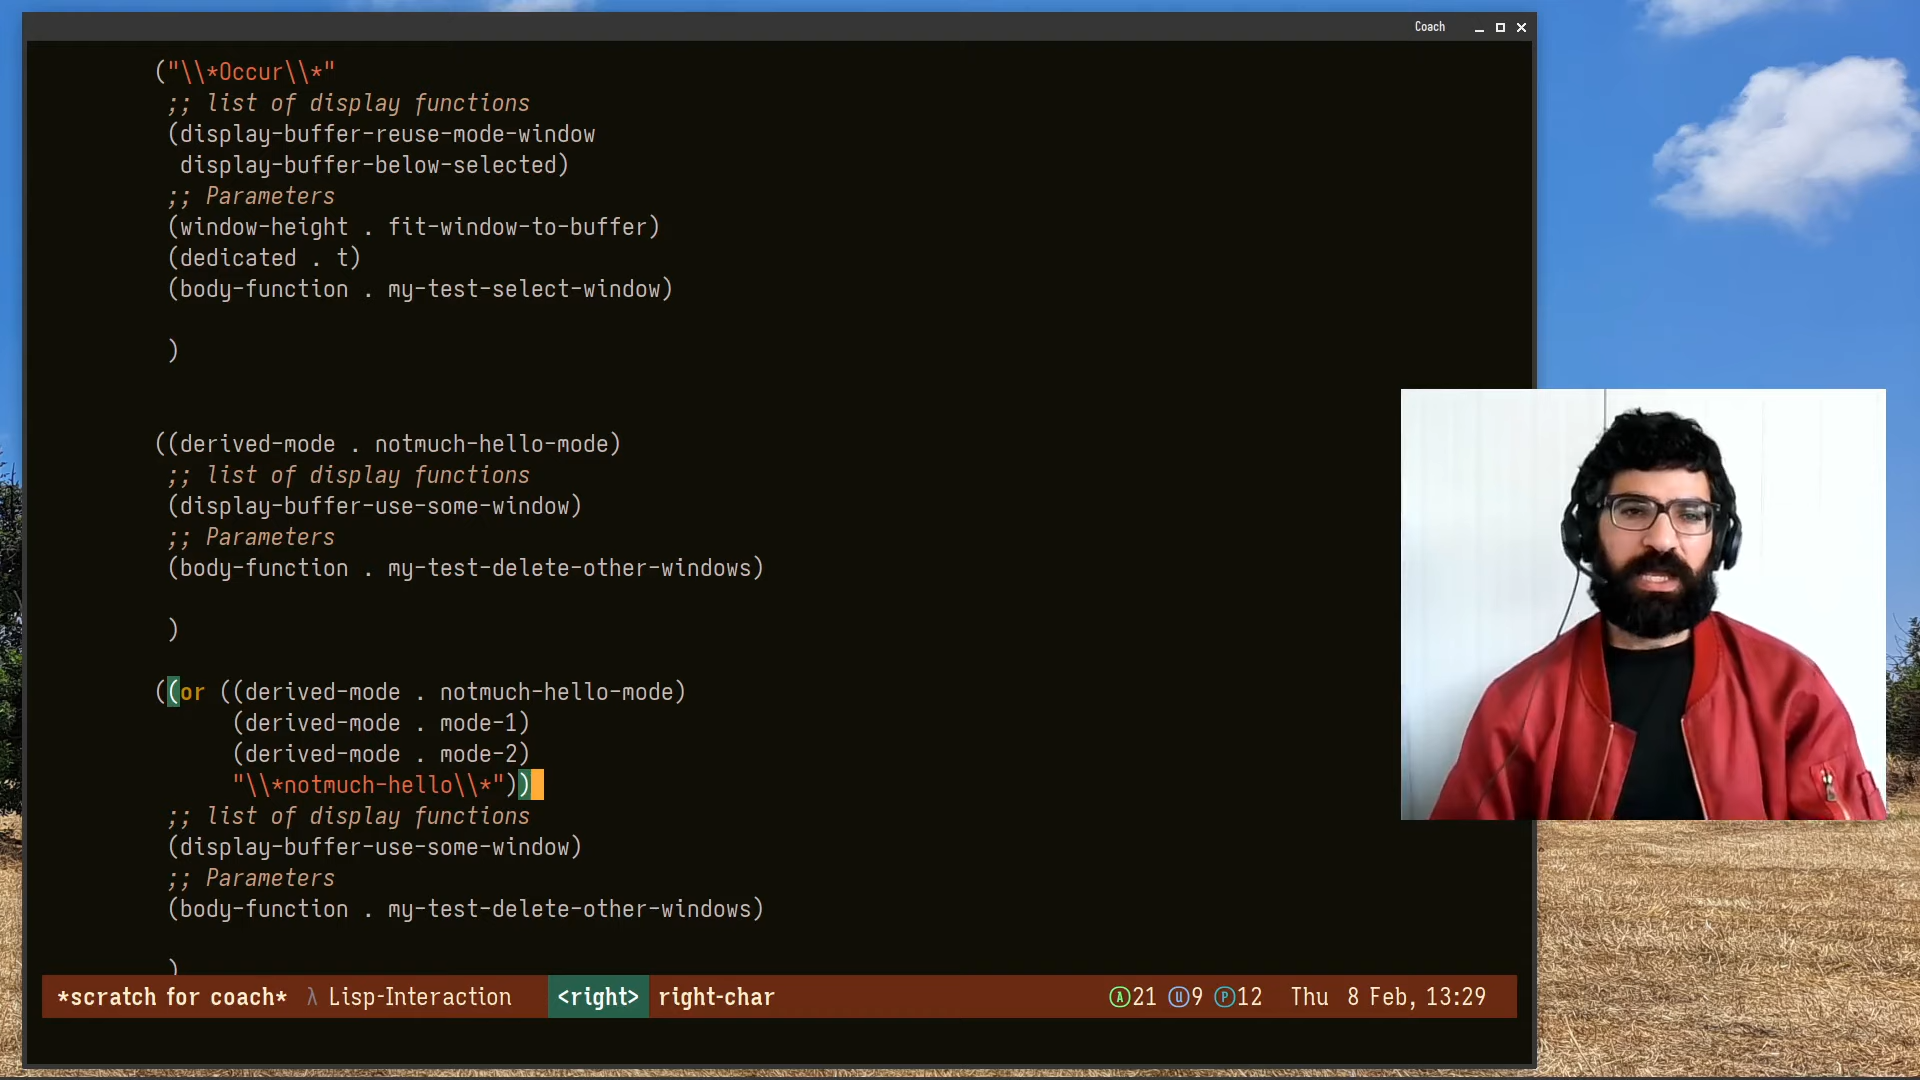 Coach
("\\*Occur\\*"
;; list of display functions
(display-buffer-reuse-mode-window
display-buffer-below-selected)
;; Parameters
(window-height . fit-window-to-buffer)
(dedicated . t)
(body-function . my-test-select-window)
)
((derived-mode . notmuch-hello-mode)
;; list of display functions
(display-buffer-use-some-window)
;; Parameters
(body-function . my-test-delete-other-windows)
)
((or ((derived-mode . notmuch-hello-mode)
(derived-mode . mode-1)
(derived-mode . mode-2)
"\\*notmuch-hello\\*"))
;; list of display functions
(display-buffer-use-some-window)
;; Parameters
(body-function . my-test-delete-other-windows)
)
*scratch for coach* λ Lisp-Interaction <right> right-char Ⓐ21 Ⓤ9 Ⓟ12 Thu 8 Feb, 13:29